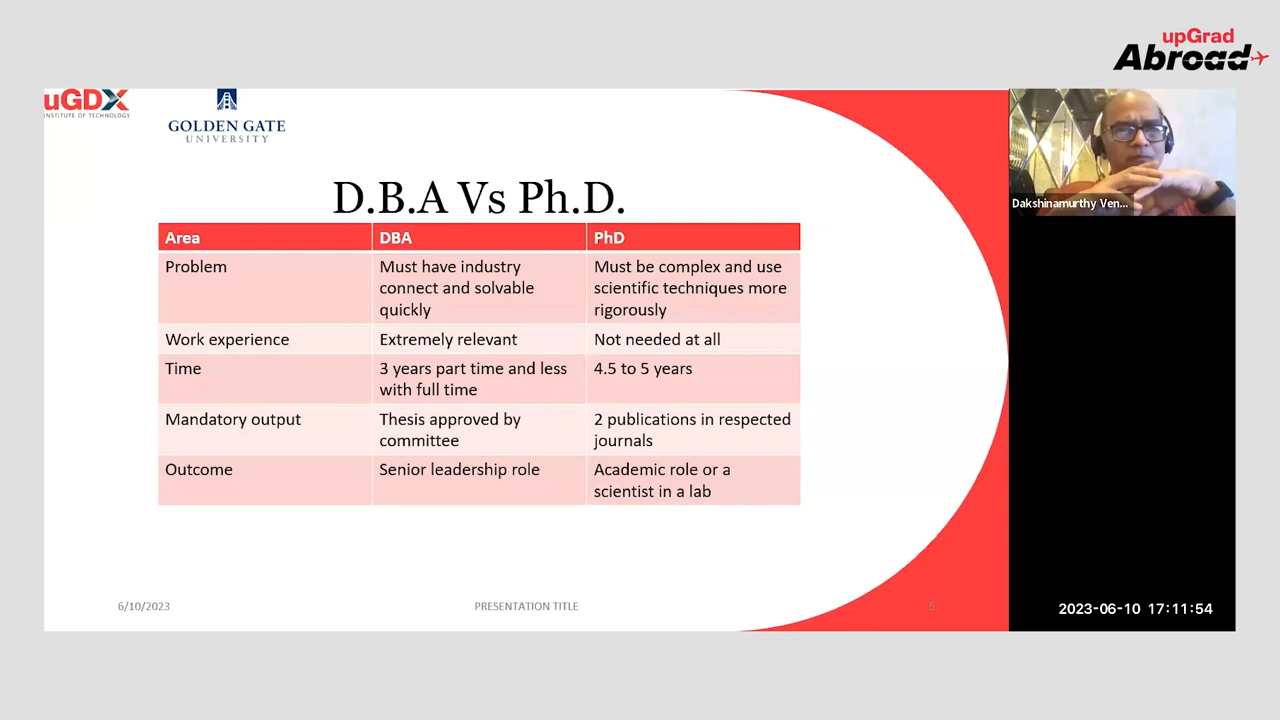 upGrad
Abroad
uGDX
INSTITUTE OF TECHNOLOGY
GOLDEN GATE
UNIVERSITY
D.B.A Vs Ph.D.
Area DBA PhD
Problem Must have industry connect and solvable quickly Must be complex and use scientific techniques more rigorously
Work experience Extremely relevant Not needed at all
Time 3 years part time and less with full time 4.5 to 5 years
Mandatory output Thesis approved by committee 2 publications in respected journals
Outcome Senior leadership role Academic role or a scientist in a lab
Dakshinamurthy Ven...
6/10/2023
PRESENTATION TITLE
5
2023-06-10 17:11:54